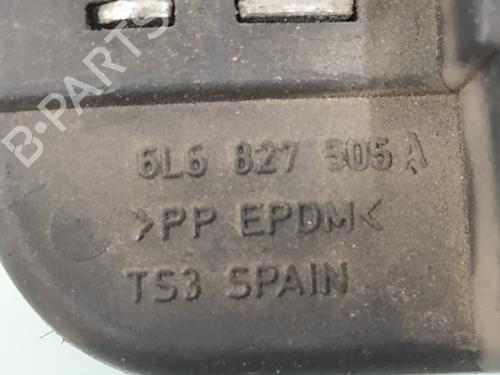 B-PARTS
6L6 827 505 A
>PP EPDM<
TS3 SPAIN